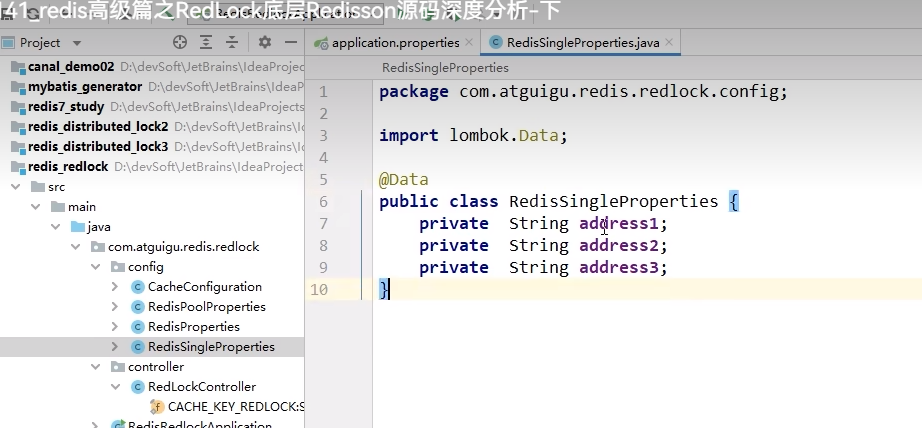 141_redis高级篇之RedLock底层Redisson源码深度分析-下
Project
application.properties
RedisSingleProperties.java
canal_demo02 D:\devSoft\JetBrains\IdeaProjec
mybatis_generator D:\devSoft\JetBrains\IdeaP
redis7_study D:\devSoft\JetBrains\IdeaProjects
redis_distributed_lock2 D:\devSoft\JetBrains\I
redis_distributed_lock3 D:\devSoft\JetBrains\I
redis_redlock D:\devSoft\JetBrains\IdeaProject
src
main
java
com.atguigu.redis.redlock
config
CacheConfiguration
RedisPoolProperties
RedisProperties
RedisSingleProperties
controller
RedLockController
CACHE_KEY_REDLOCK:S
RedisRedlockApplication
RedisSingleProperties
1 package com.atguigu.redis.redlock.config;
2
3 import lombok.Data;
4
5 @Data
6 public class RedisSingleProperties {
7 private String address1;
8 private String address2;
9 private String address3;
10 }